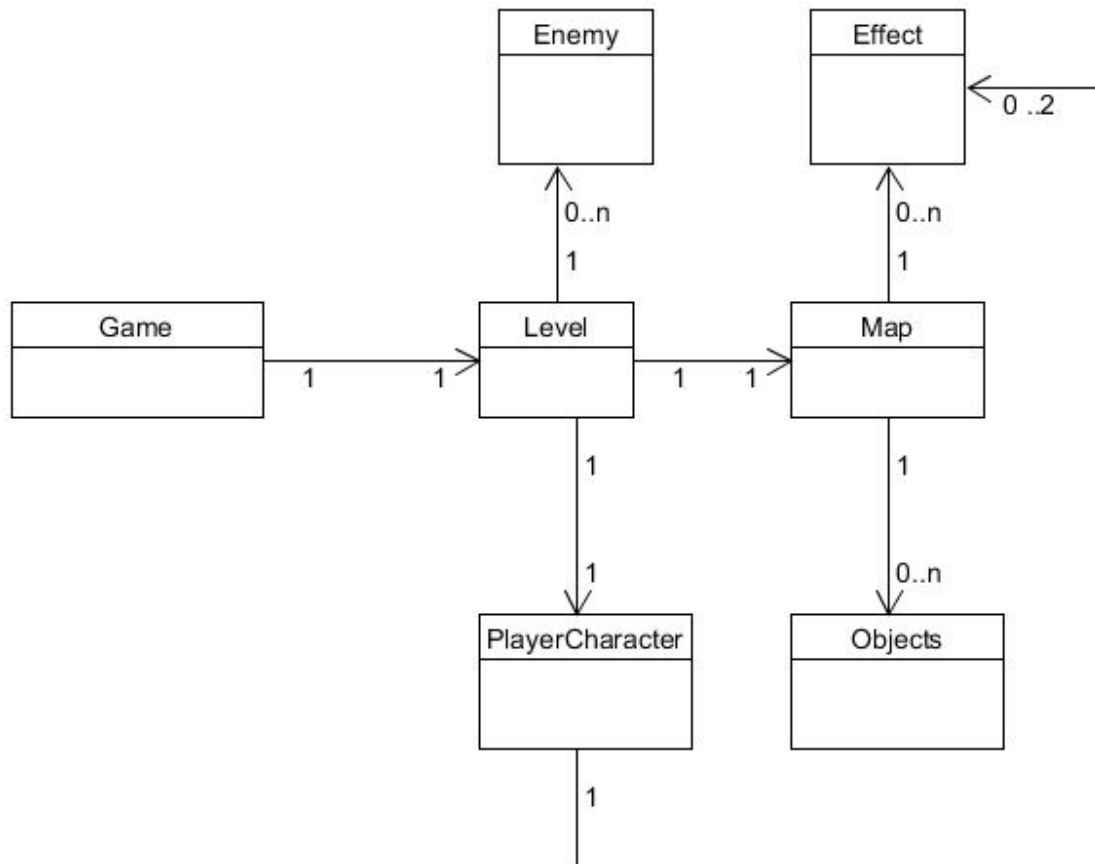 Enemy
Effect
0 ..2
0..n
0..n
1
1
Game
Level
Map
1
1
1
1
1
1
1
0..n
PlayerCharacter
Objects
1